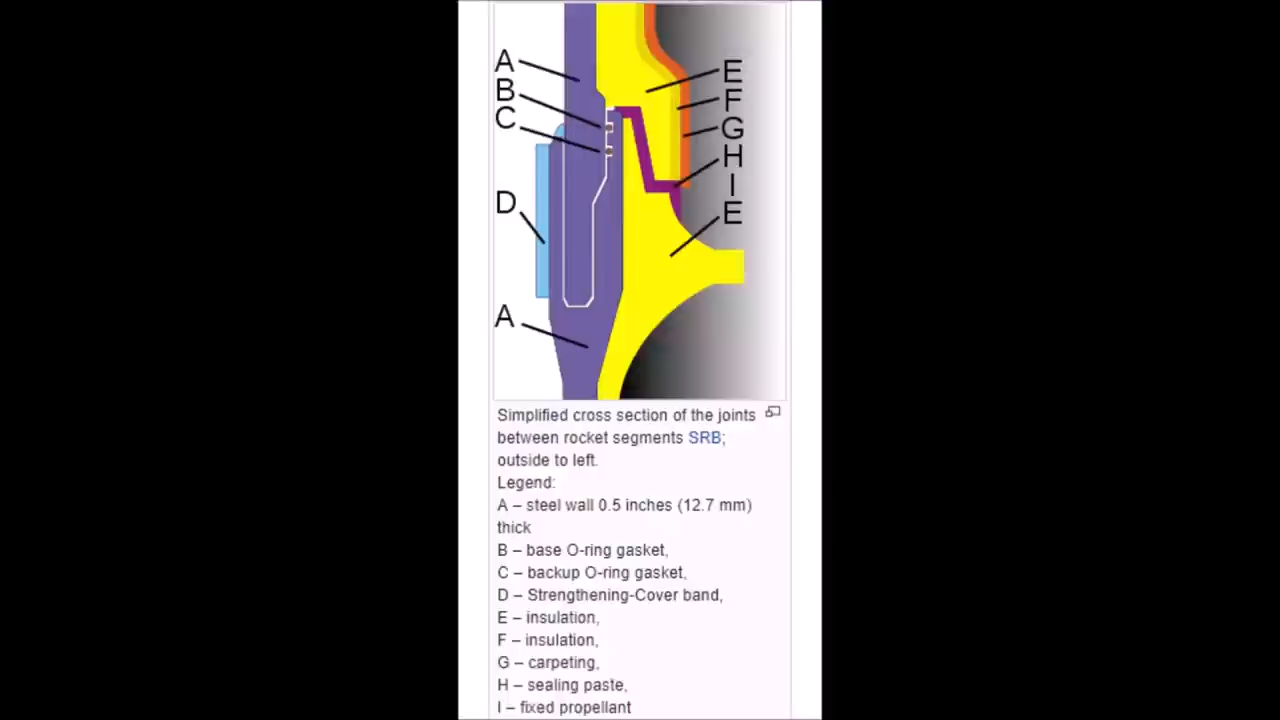 A
B
C
D
A
E
F
G
H
I
E
Simplified cross section of the joints
between rocket segments SRB;
outside to left.
Legend:
A – steel wall 0.5 inches (12.7 mm)
thick
B – base O-ring gasket,
C – backup O-ring gasket,
D – Strengthening-Cover band,
E – insulation,
F – insulation,
G – carpeting,
H – sealing paste,
I – fixed propellant